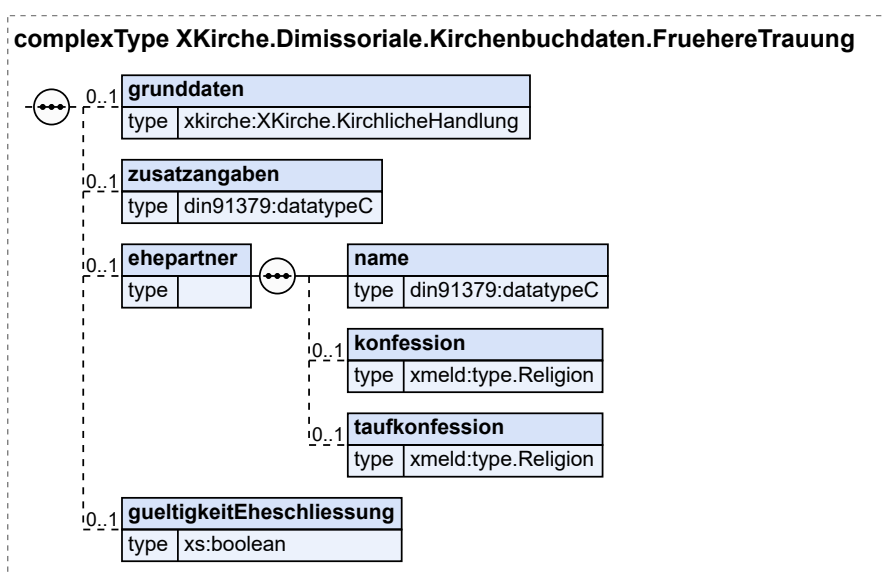 complexType XKirche.Dimissoriale.Kirchenbuchdaten.FruehereTrauung
0..1 grunddaten
type xkirche:XKirche.KirchlicheHandlung
0..1 zusatzangaben
type din91379:datatypeC
0..1 ehepartner name
type type din91379:datatypeC
0..1 konfession
type xmeld:type.Religion
0..1 taufkonfession
type xmeld:type.Religion
0..1 gueltigkeitEheschliessung
type xs:boolean